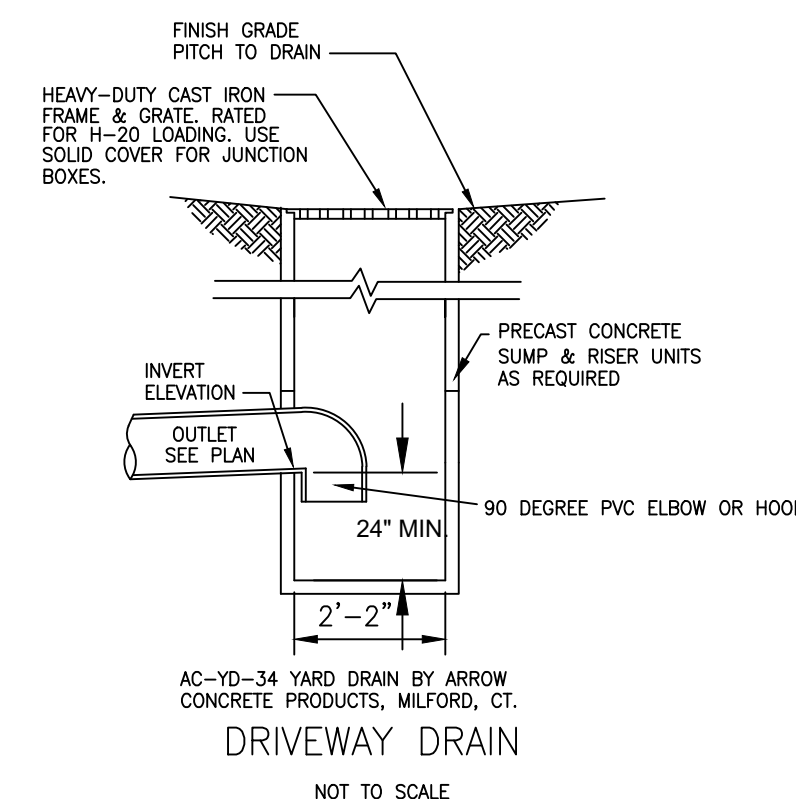 FINISH GRADE
PITCH TO DRAIN
HEAVY-DUTY CAST IRON
FRAME & GRATE. RATED
FOR H-20 LOADING. USE
SOLID COVER FOR JUNCTION
BOXES.
PRECAST CONCRETE
SUMP & RISER UNITS
AS REQUIRED
INVERT
ELEVATION
OUTLET
SEE PLAN
90 DEGREE PVC ELBOW OR
24" MIN.
2'-2"
AC-YD-34 YARD DRAIN BY ARROW
CONCRETE PRODUCTS, MILFORD, CT.
DRIVEWAY DRAIN
NOT TO SCALE